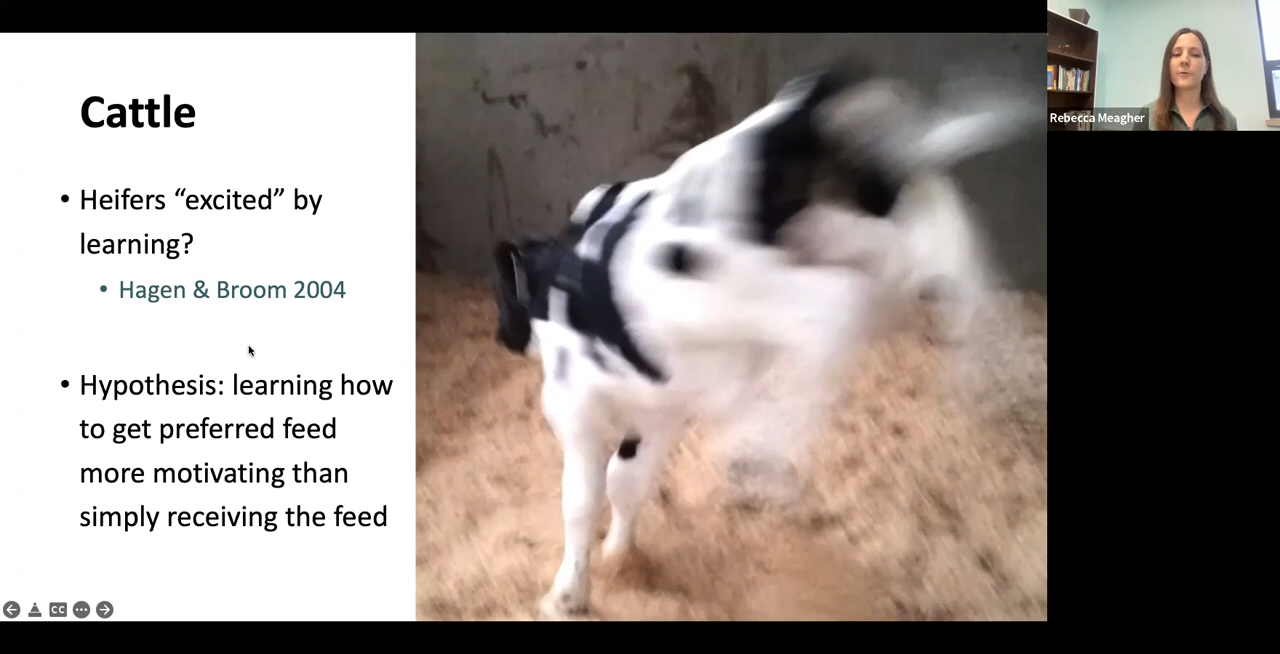 Cattle
• Heifers “excited” by
learning?
• Hagen & Broom 2004
• Hypothesis: learning how
to get preferred feed
more motivating than
simply receiving the feed
CC
Rebecca Meagher